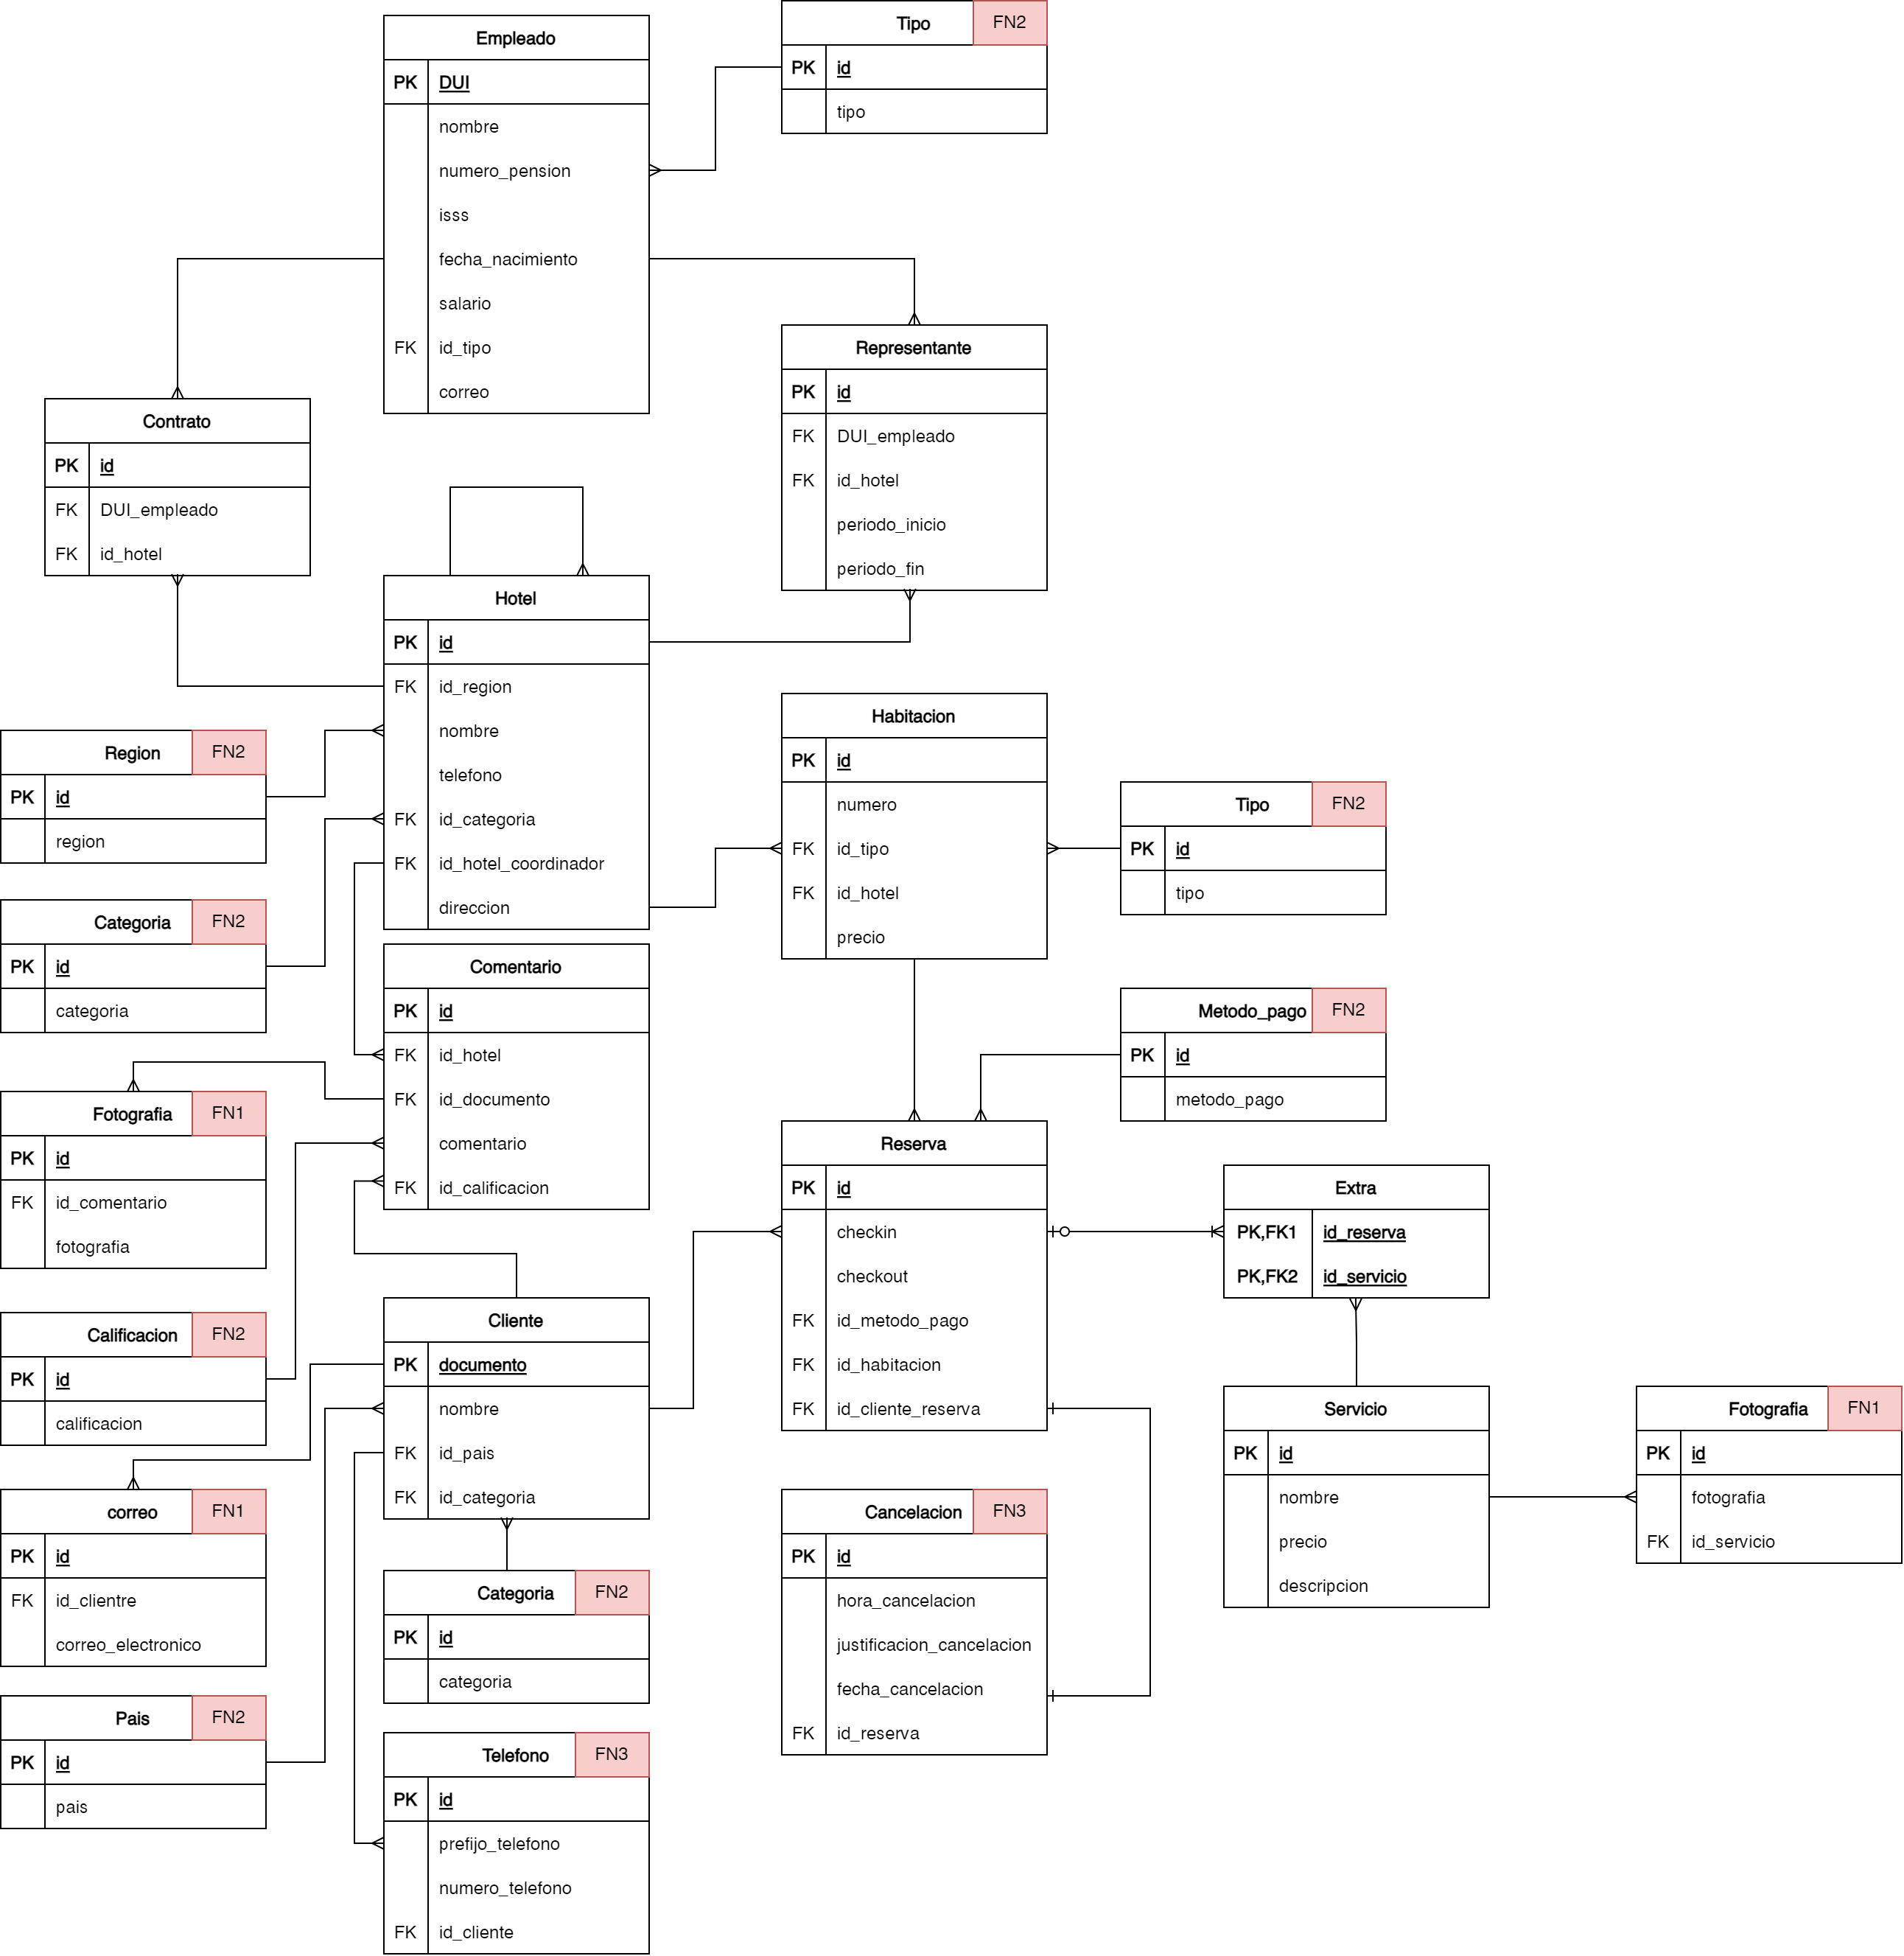 Empleado
PK DUI
nombre
numero_pension
isss
fecha_nacimiento
salario
FK id_tipo
correo
Tipo FN2
PK id
tipo
Representante
PK id
FK DUI_empleado
FK id_hotel
periodo_inicio
periodo_fin
Contrato
PK id
FK DUI_empleado
FK id_hotel
Hotel
PK id
FK id_region
nombre
telefono
FK id_categoria
FK id_hotel_coordinador
direccion
Region FN2
PK id
region
Categoria FN2
PK id
categoria
Habitacion
PK id
numero
FK id_tipo
FK id_hotel
precio
Tipo FN2
PK id
tipo
Comentario
PK id
FK id_hotel
FK id_documento
comentario
FK id_calificacion
Metodo_pago FN2
PK id
metodo_pago
Fotografia FN1
PK id
FK id_comentario
fotografia
Reserva
PK id
checkin
checkout
FK id_metodo_pago
FK id_habitacion
FK id_cliente_reserva
Extra
PK,FK1 id_reserva
PK,FK2 id_servicio
Calificacion FN2
PK id
calificacion
Cliente
PK documento
nombre
FK id_pais
FK id_categoria
Servicio
PK id
nombre
precio
descripcion
Fotografia FN1
PK id
fotografia
FK id_servicio
correo FN1
PK id
FK id_clientre
correo_electronico
Categoria FN2
PK id
categoria
Cancelacion FN3
PK id
hora_cancelacion
justificacion_cancelacion
fecha_cancelacion
FK id_reserva
Pais FN2
PK id
pais
Telefono FN3
PK id
prefijo_telefono
numero_telefono
FK id_cliente